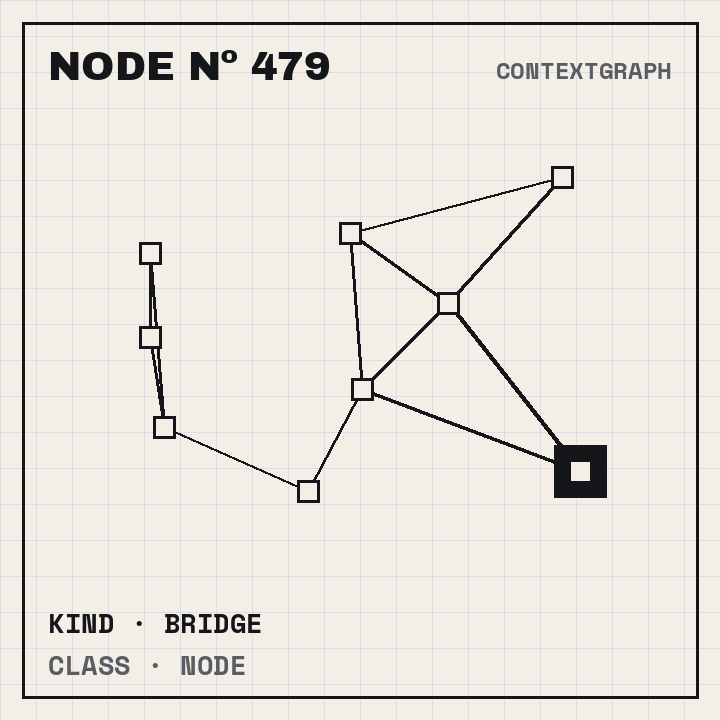 NODE Nº 479
CONTEXTGRAPH
KIND · BRIDGE
CLASS · NODE